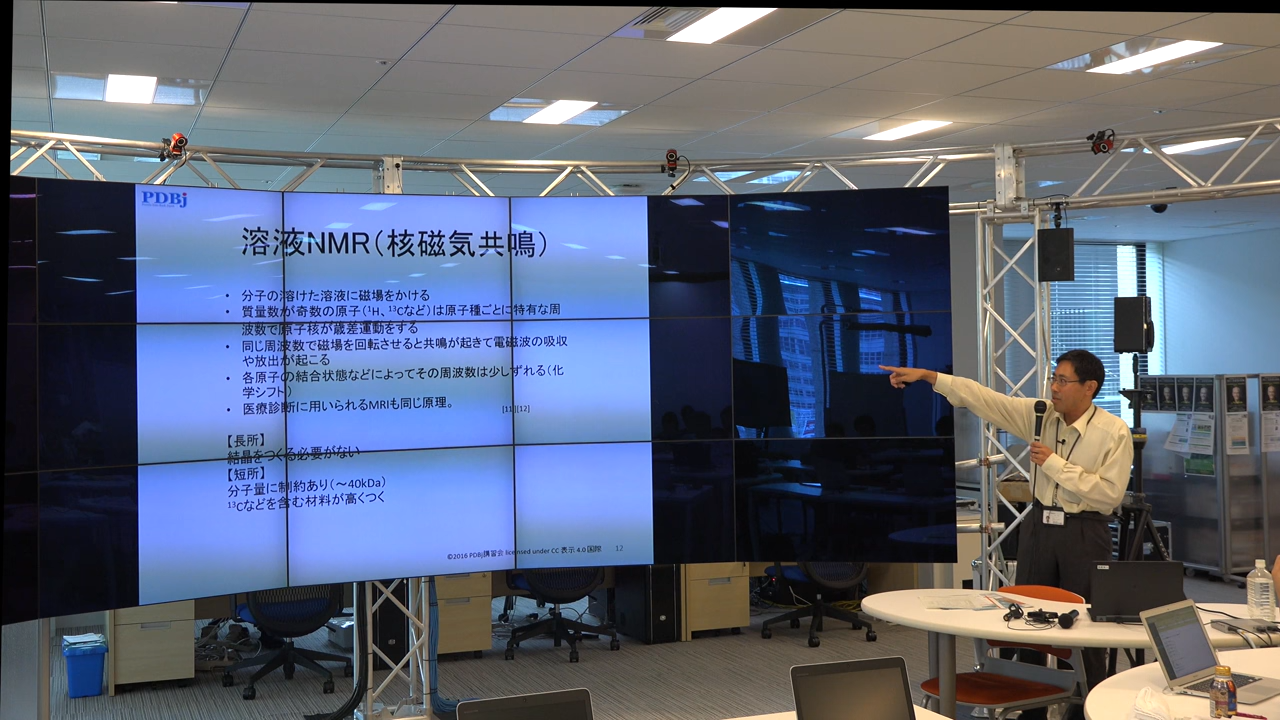 PDBj
溶液NMR(核磁気共鳴)
• 分子の溶けた溶液に磁場をかける
• 質量数が奇数の原子(¹H、¹³Cなど)は原子種ごとに特有な周
波数で原子核が歳差運動をする
• 同じ周波数で磁場を回転させると共鳴が起きて電磁波の吸収
や放出が起こる
• 各原子の結合状態などによってその周波数は少しずれる(化
学シフト)
• 医療診断に用いられるMRIも同じ原理。 [11][12]
【長所】
結晶をつくる必要がない
【短所】
分子量に制約あり(~40kDa)
¹³Cなどを含む材料が高くつく
©2016 PDBj講習会 licensed under CC 表示 4.0 国際 12